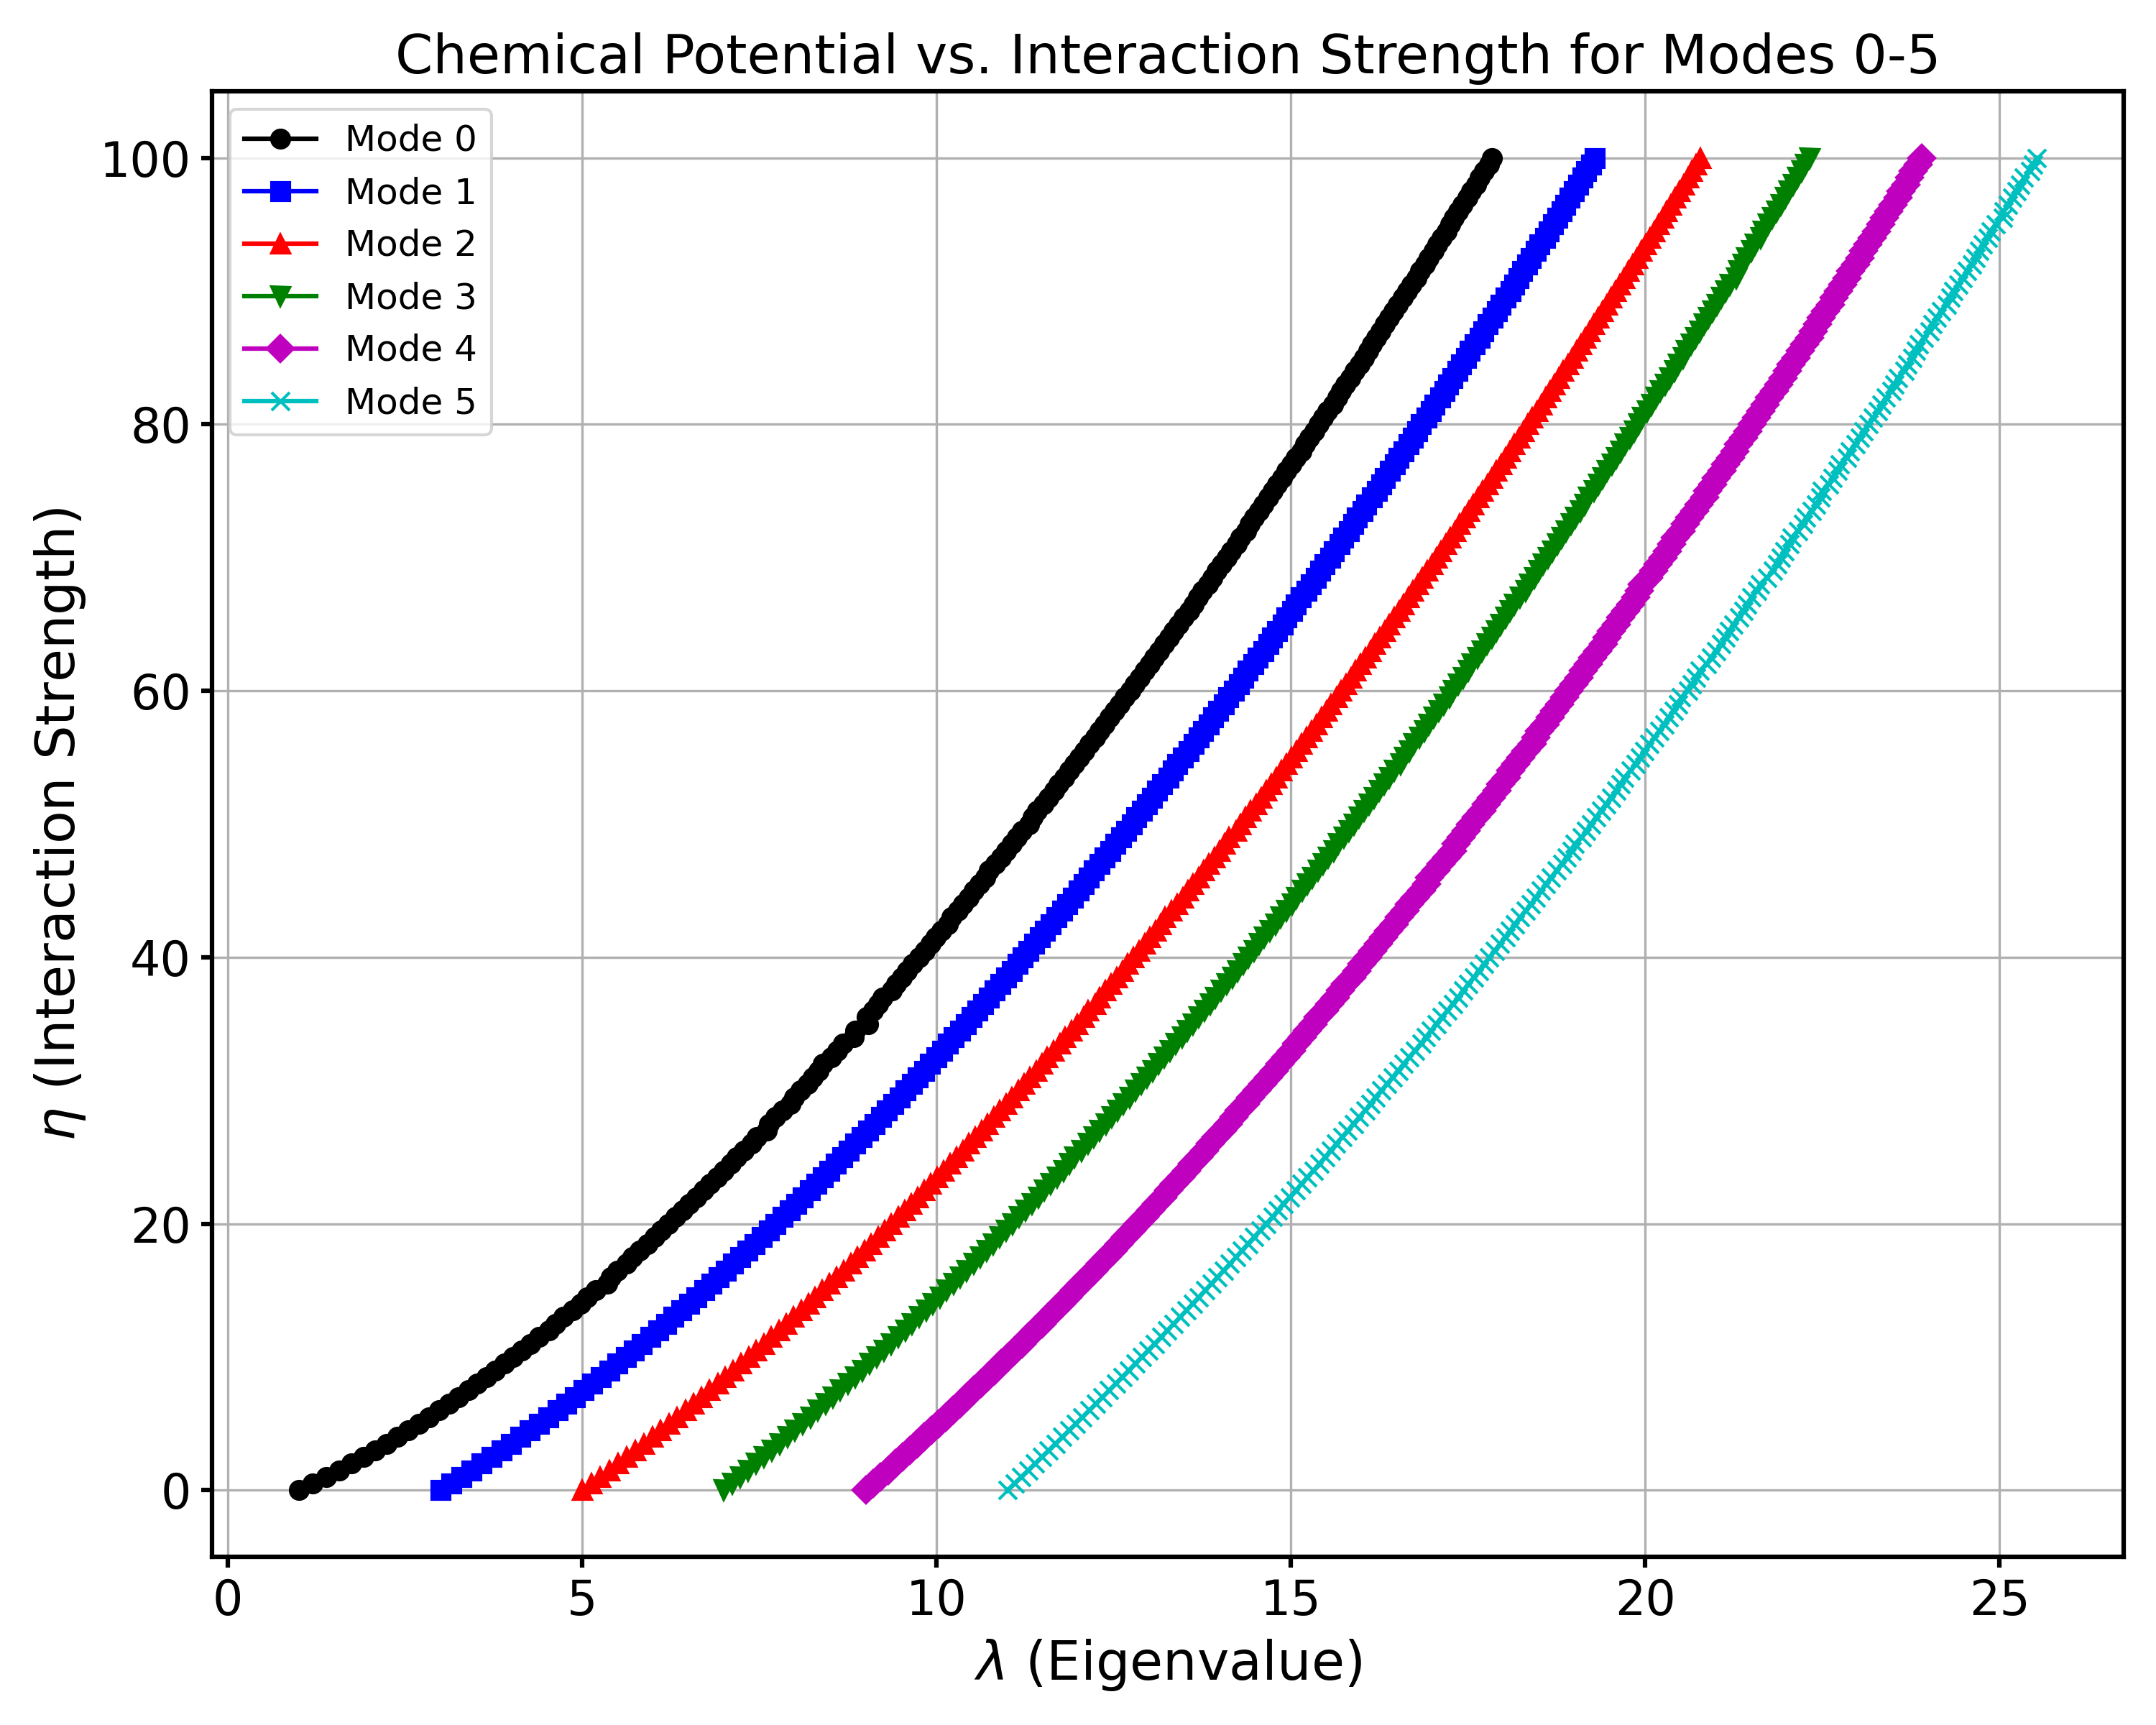 Chemical Potential vs. Interaction Strength for Modes 0-5
Mode 0
Mode 1
Mode 2
Mode 3
Mode 4
Mode 5
100
80
60
40
20
0
η (Interaction Strength)
0 5 10 15 20 25
λ (Eigenvalue)